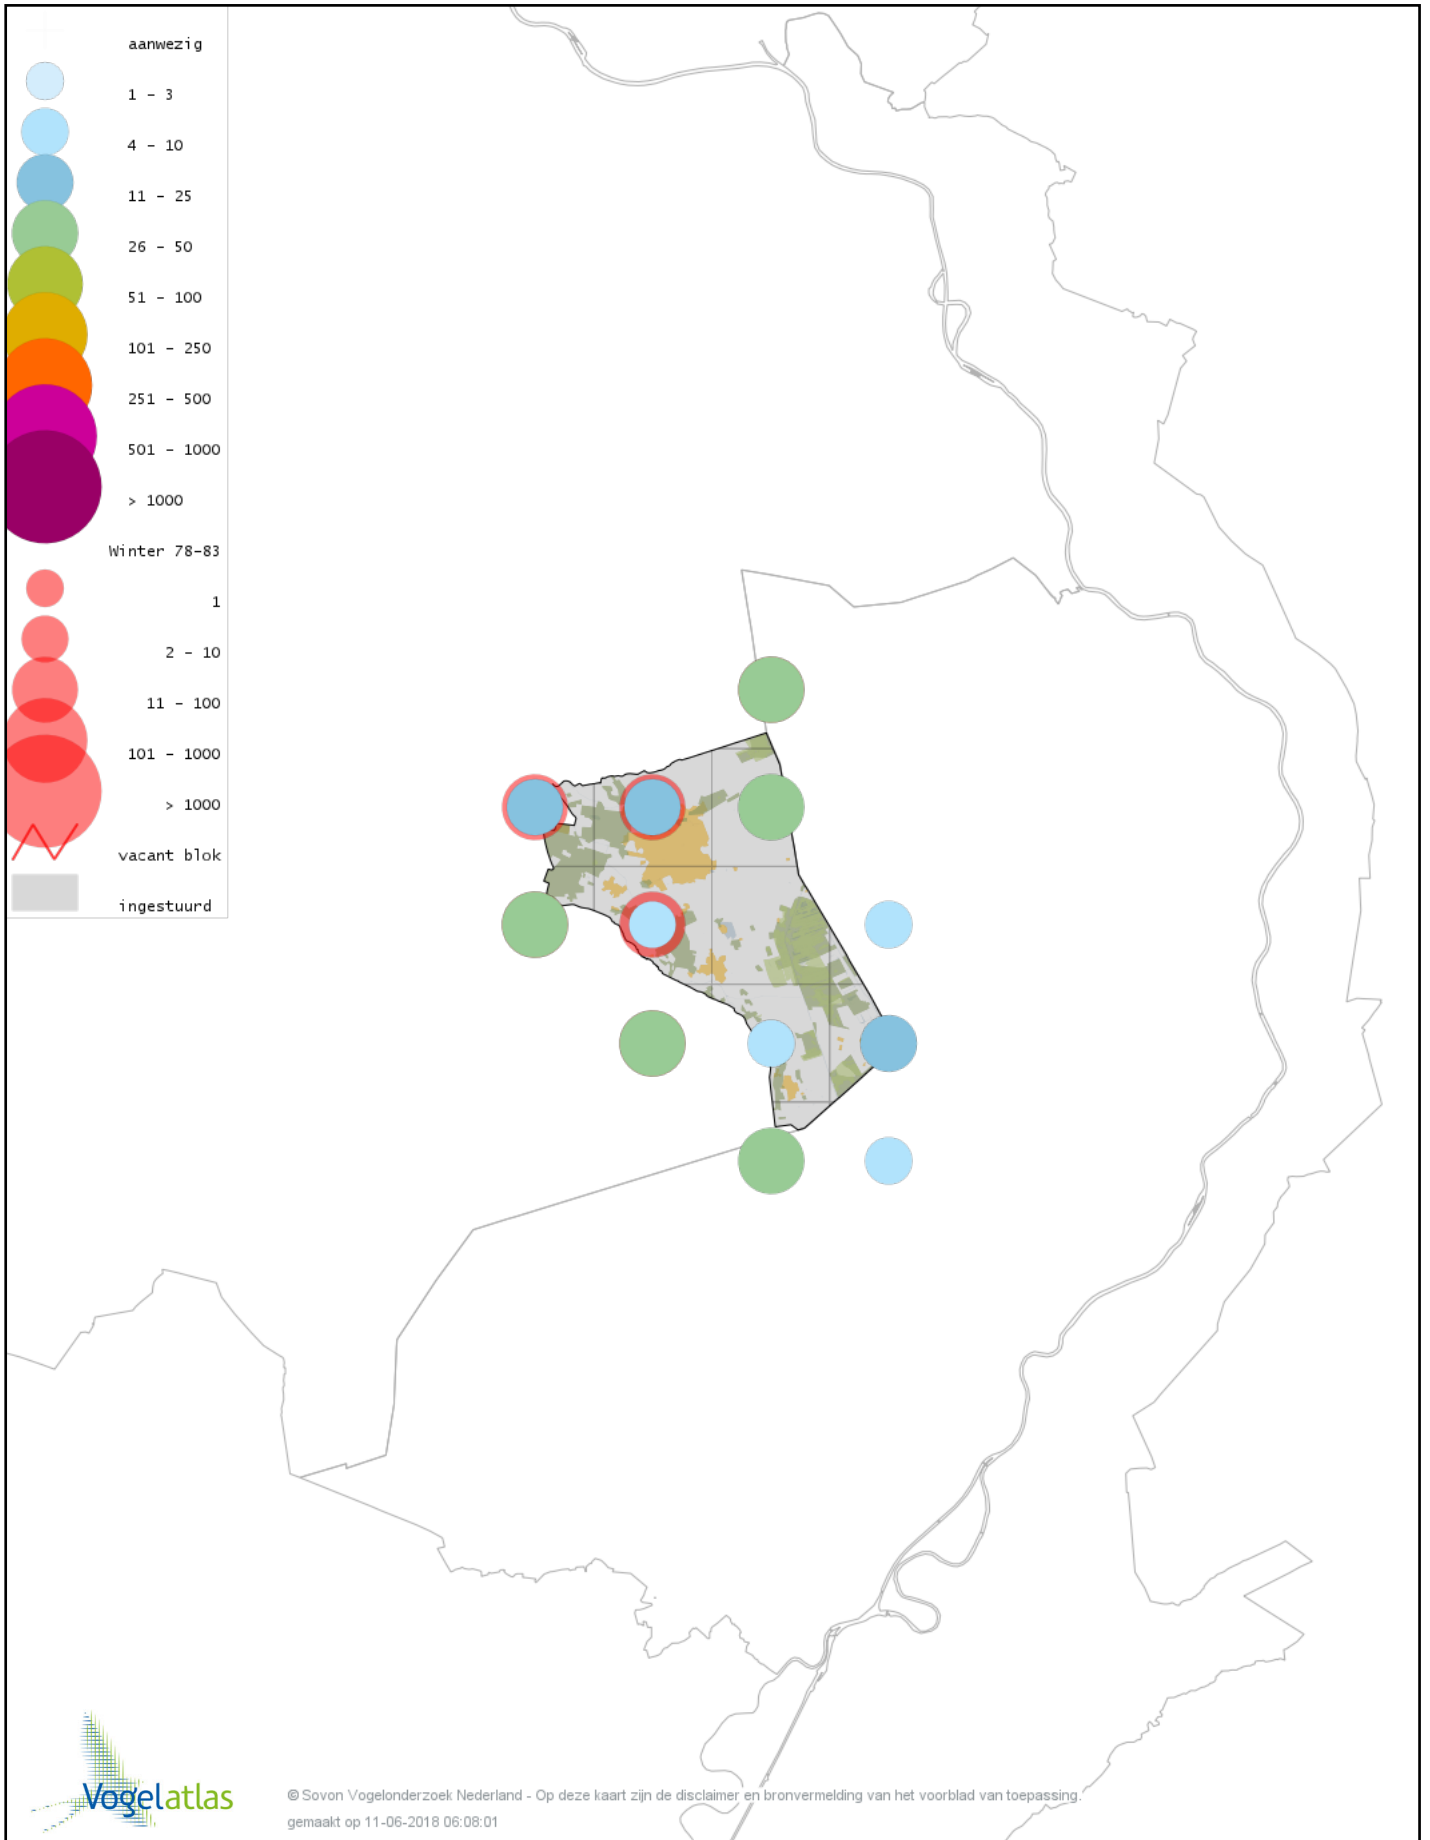 aanwezig
1 - 3
4 - 10
11 - 25
26 - 50
51 - 100
101 - 250
251 - 500
501 - 1000
> 1000
Winter 78-83
1
2 - 10
11 - 100
101 - 1000
> 1000
vacant blok
ingestuurd
Vogelatlas
© Sovon Vogelonderzoek Nederland - Op deze kaart zijn de disclaimer en bronvermelding van het voorblad van toepassing.
gemaakt op 11-06-2018 06:08:01